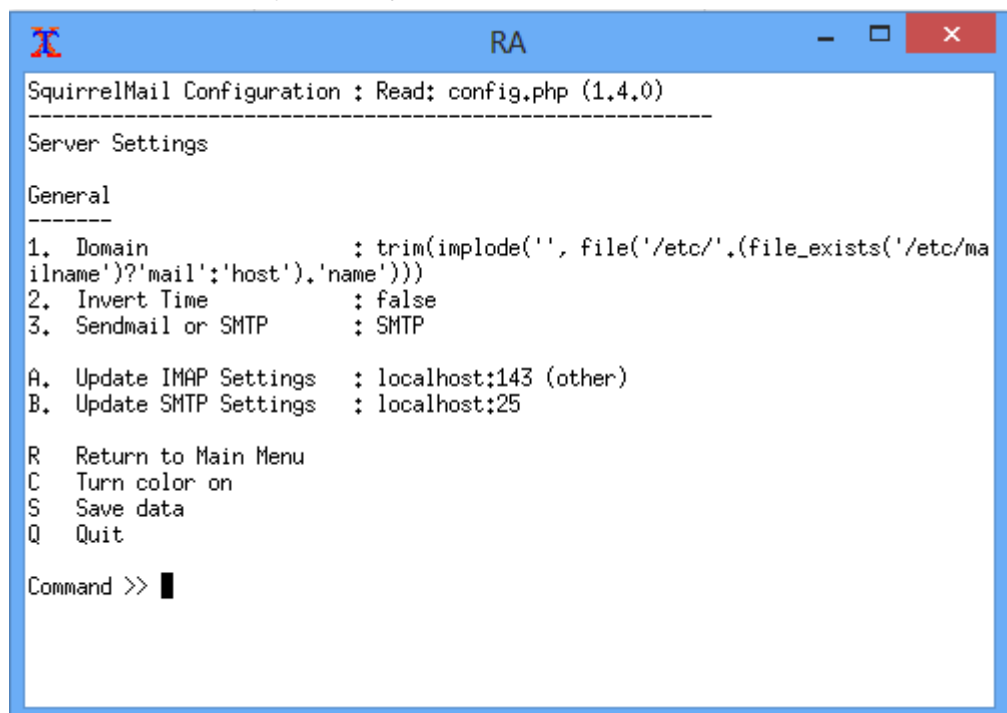 RA
SquirrelMail Configuration : Read: config.php (1.4.0)
---------------------------------------------------------
Server Settings
General
-------
1.  Domain                 : trim(implode('', file('/etc/'.(file_exists('/etc/ma
ilname')?'mail':'host').'name')))
2.  Invert Time            : false
3.  Sendmail or SMTP       : SMTP
A.  Update IMAP Settings   : localhost:143 (other)
B.  Update SMTP Settings   : localhost:25
R   Return to Main Menu
C   Turn color on
S   Save data
Q   Quit
Command >>